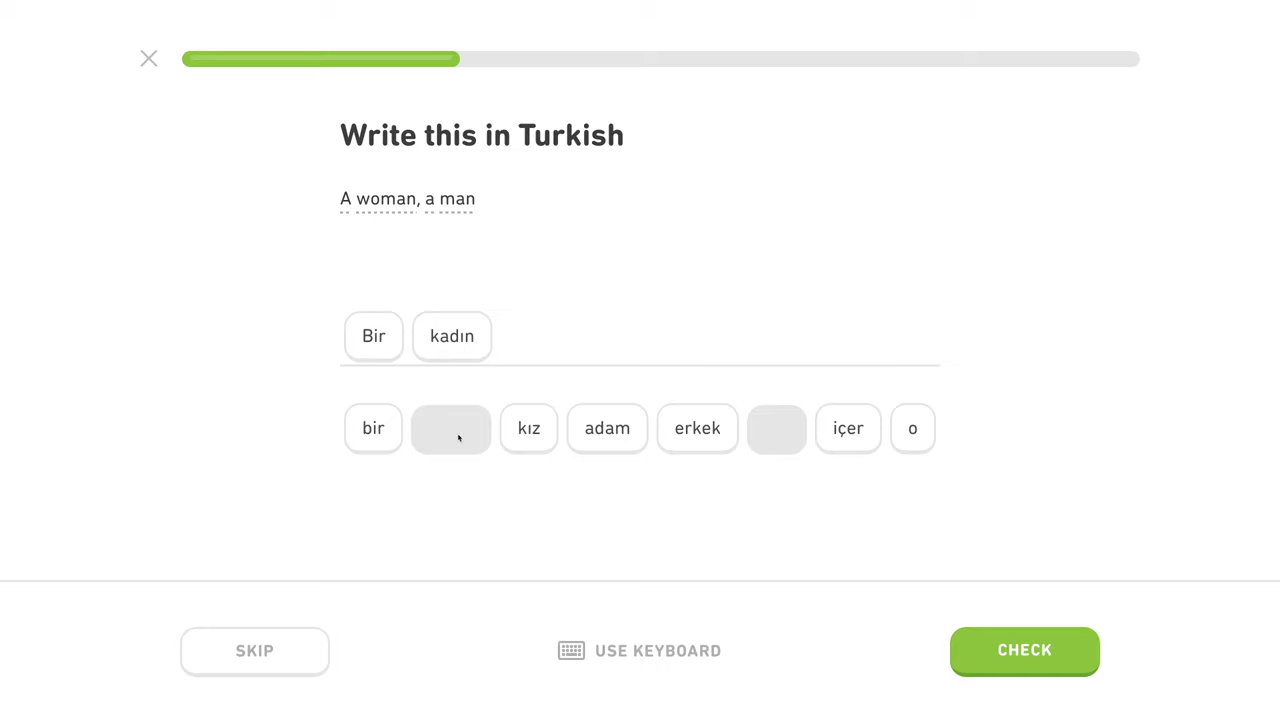 Write this in Turkish
A woman, a man
Bir kadın
bir kız adam erkek içer o
SKIP USE KEYBOARD CHECK